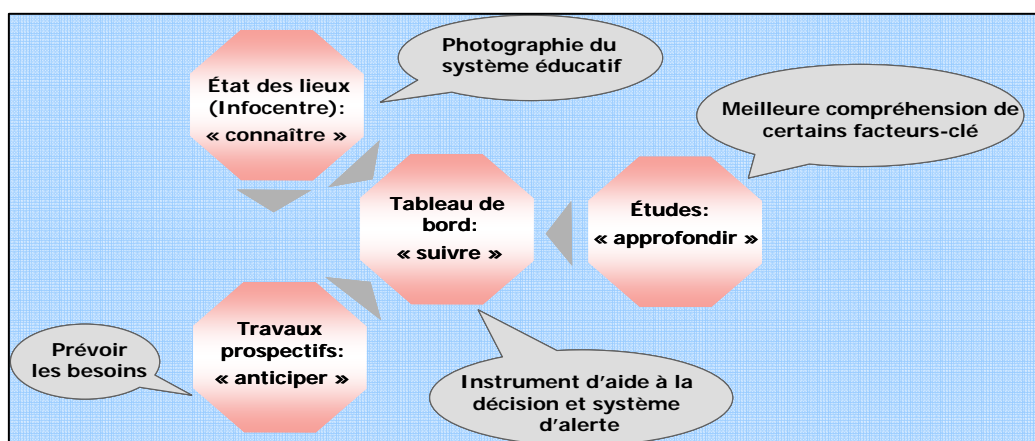 État des lieux
(Infocentre):
« connaître »
Photographie du
système éducatif
Meilleure compréhension de
certains facteurs-clé
Tableau de
bord:
« suivre »
Études:
« approfondir »
Travaux
prospectifs:
« anticiper »
Prévoir
les besoins
Instrument d'aide à la
décision et système
d'alerte